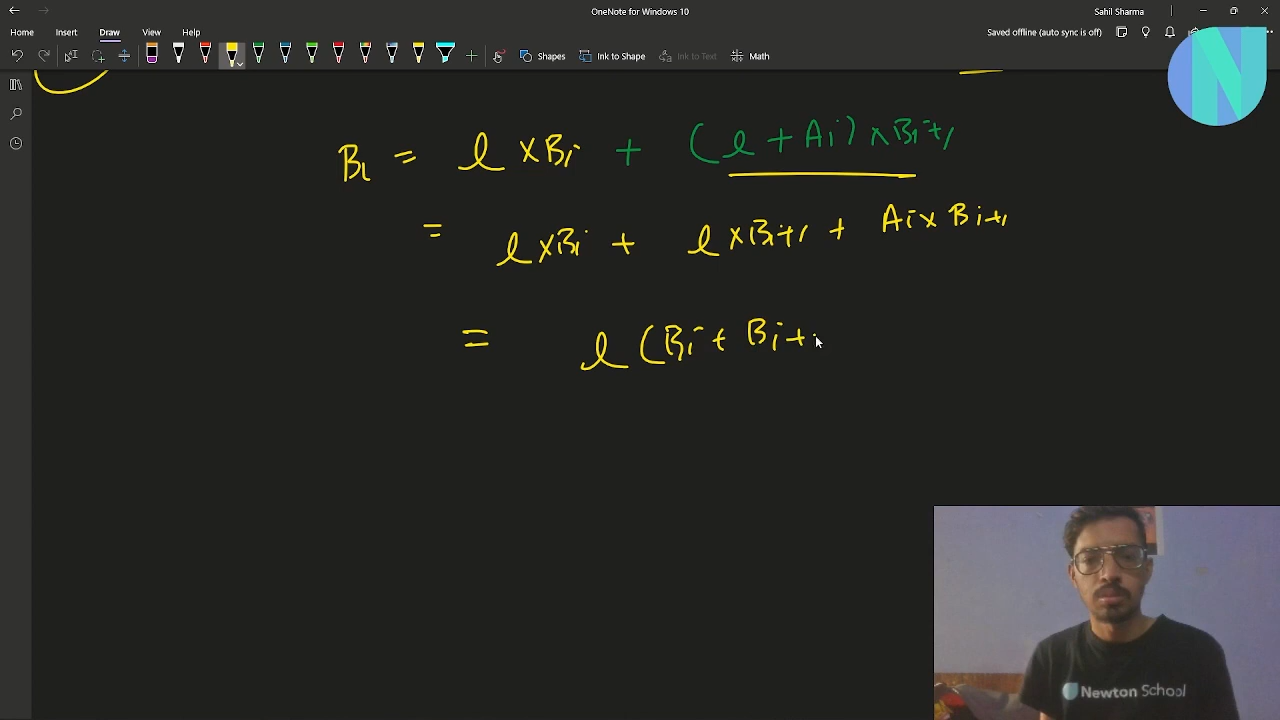 OneNote for Windows 10
Sahil Sharma
Home Insert Draw View Help
Saved offline (auto sync is off)
Shapes Ink to Shape Ink to Text Math
N
Bi = l × Bi + (l + Ai) × Bi+1
= l × Bi + l × Bi+1 + Ai × Bi+1
= l (Bi + Bi+
Newton School